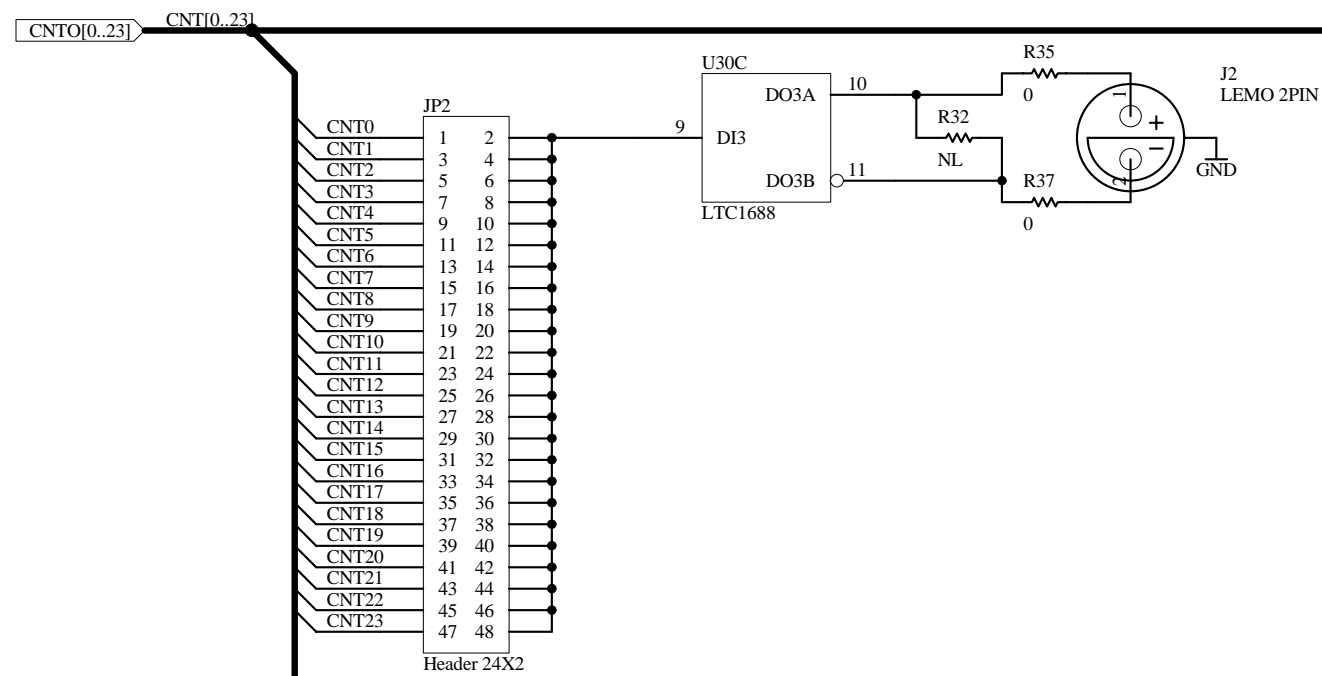 CNTO[0..23]
CNT[0..23]
JP2
CNT0 1 2
CNT1 3 4
CNT2 5 6
CNT3 7 8
CNT4 9 10
CNT5 11 12
CNT6 13 14
CNT7 15 16
CNT8 17 18
CNT9 19 20
CNT10 21 22
CNT11 23 24
CNT12 25 26
CNT13 27 28
CNT14 29 30
CNT15 31 32
CNT16 33 34
CNT17 35 36
CNT18 37 38
CNT19 39 40
CNT20 41 42
CNT21 43 44
CNT22 45 46
CNT23 47 48
Header 24X2
U30C
DO3A 10
9 DI3
DO3B 11
LTC1688
R35
0
R32
NL
R37
0
J2
LEMO 2PIN
1 +
2 −
GND